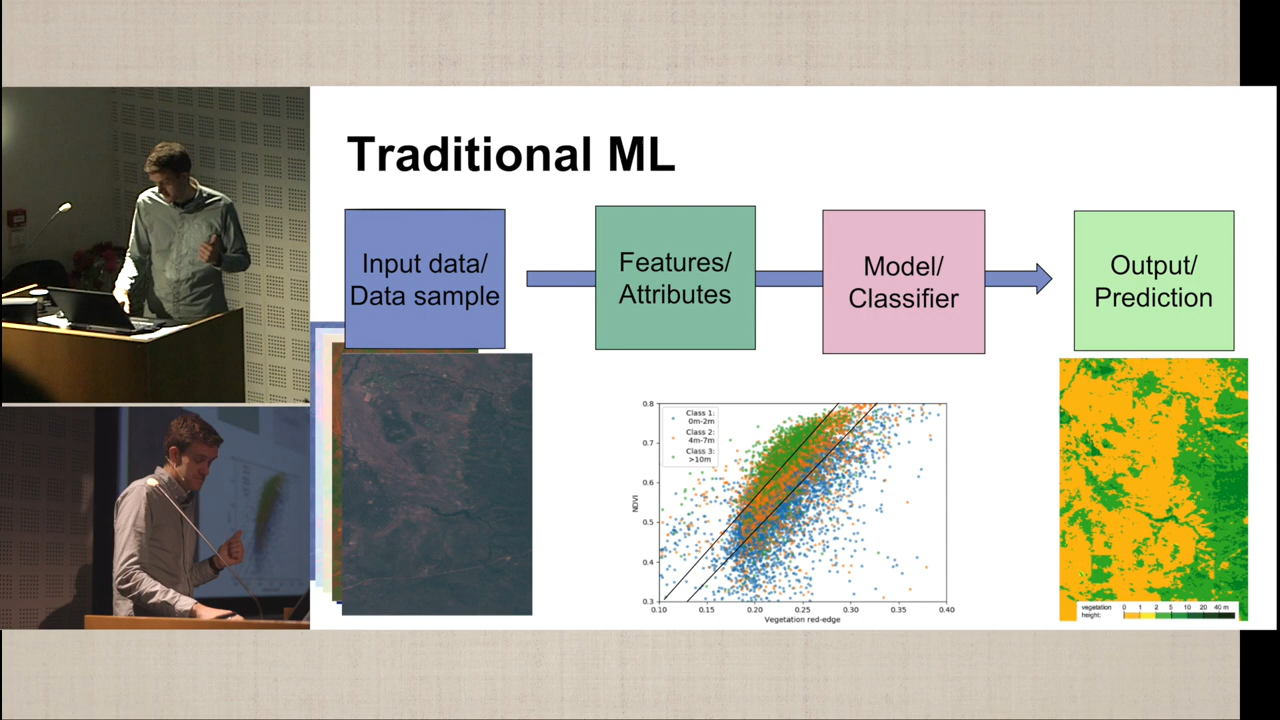 Traditional ML
Input data/
Data sample
Features/
Attributes
Model/
Classifier
Output/
Prediction
Class 1:
0m-2m
Class 2:
4m-7m
Class 3:
>10m
0.8
0.7
0.6
0.5
0.4
0.3
NDVI
0.10 0.15 0.20 0.25 0.30 0.35 0.40
Vegetation red-edge
vegetation
height:
0 1 2 5 10 20 40 m